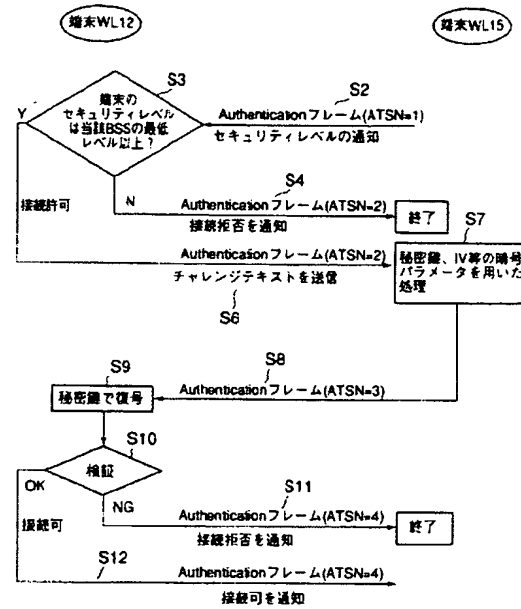 端末WL12
端末WL15
S3
S2
端末の
セキュリティレベル
は当該BSSの最低
レベル以上？
Y
Authenticationフレーム(ATSN=1)
セキュリティレベルの通知
S4
N
Authenticationフレーム(ATSN=2)
接続拒否を通知
終了
S7
接続許可
Authenticationフレーム(ATSN=2)
チャレンジテキストを送信
S6
秘密鍵、IV等の暗号
パラメータを用いた
処理
S9
S8
秘密鍵で復号
Authenticationフレーム(ATSN=3)
S10
検証
OK
NG
S11
Authenticationフレーム(ATSN=4)
接続拒否を通知
終了
接続可
S12
Authenticationフレーム(ATSN=4)
接続可を通知